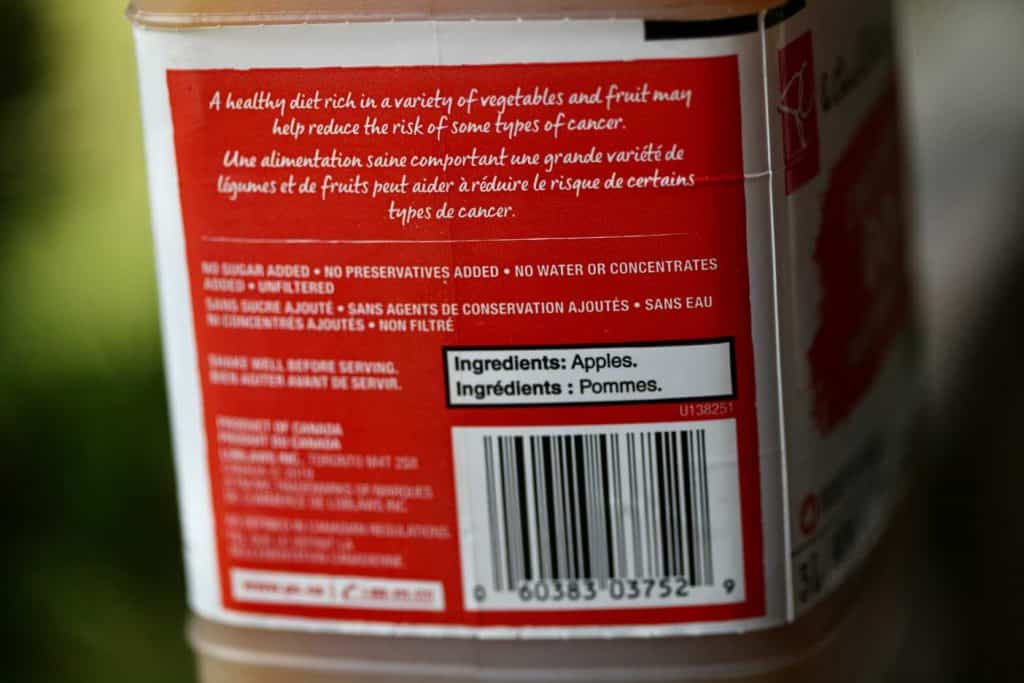 A healthy diet rich in a variety of vegetables and fruit may
help reduce the risk of some types of cancer.
Une alimentation saine comportant une grande variété de
légumes et de fruits peut aider à réduire le risque de certains
types de cancer.
NO SUGAR ADDED • NO PRESERVATIVES ADDED • NO WATER OR CONCENTRATES
ADDED • UNFILTERED
SANS SUCRE AJOUTÉ • SANS AGENTS DE CONSERVATION AJOUTÉS • SANS EAU
NI CONCENTRÉS AJOUTÉS • NON FILTRÉ
SHAKE WELL BEFORE SERVING.
BIEN AGITER AVANT DE SERVIR.
Ingredients: Apples.
Ingrédients : Pommes.
U138251
PRODUCT OF CANADA
PRODUIT DU CANADA
LOBLAWS INC. TORONTO M4T 2S8
0 60383 03752 9
3L